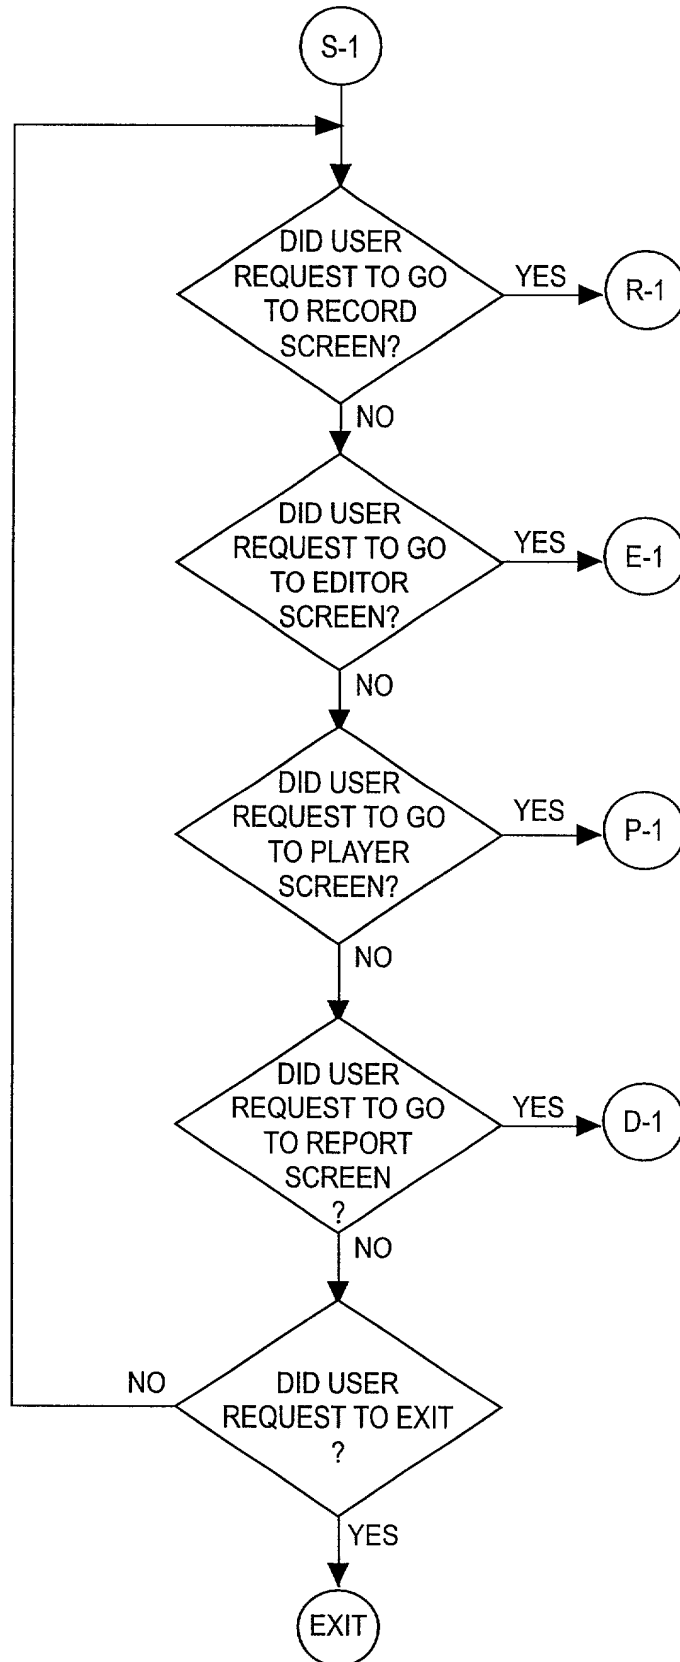 S-1
DID USER
REQUEST TO GO
TO RECORD
SCREEN?
YES
R-1
NO
DID USER
REQUEST TO GO
TO EDITOR
SCREEN?
YES
E-1
NO
DID USER
REQUEST TO GO
TO PLAYER
SCREEN?
YES
P-1
NO
DID USER
REQUEST TO GO
TO REPORT
SCREEN
?
YES
D-1
NO
NO
DID USER
REQUEST TO EXIT
?
YES
EXIT